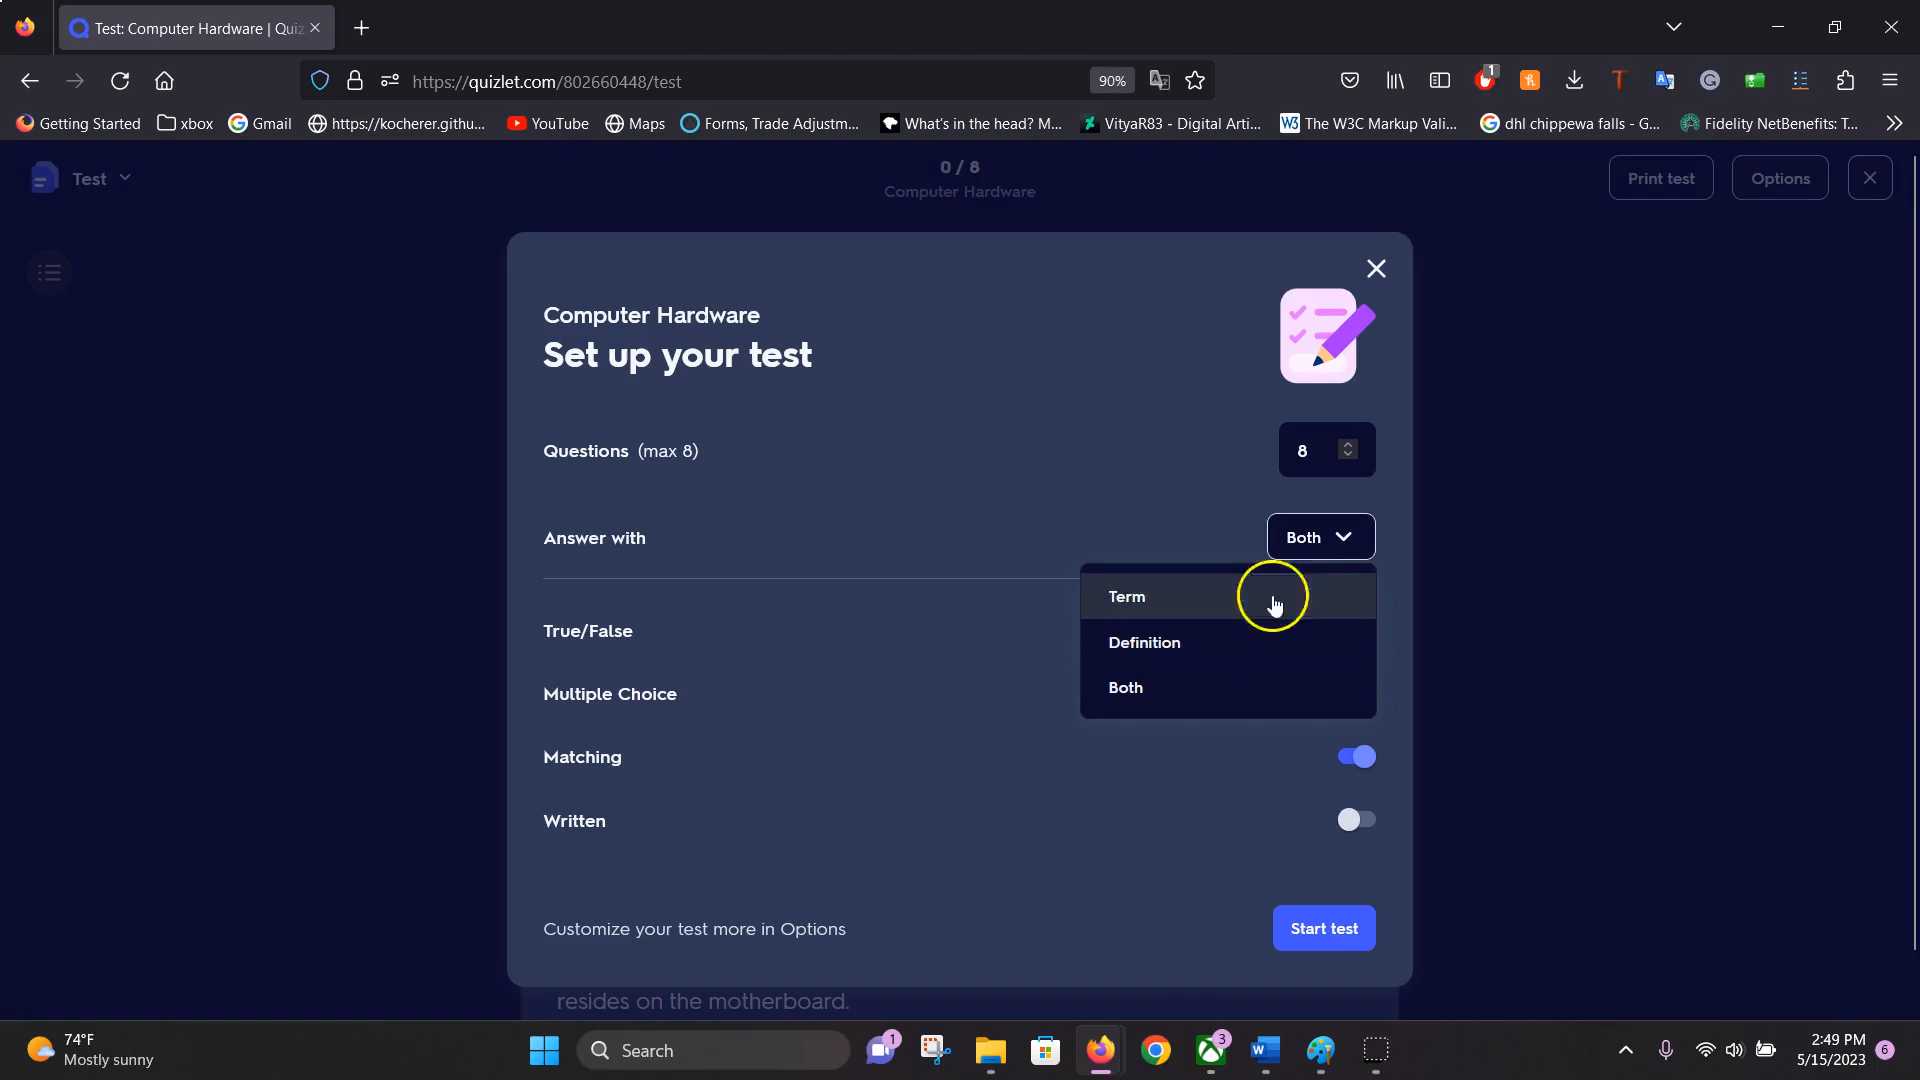 Test: Computer Hardware | Quiz
https://quizlet.com/802660448/test
90%
1
Getting Started
xbox
Gmail
https://kocherer.githu...
YouTube
Maps
Forms, Trade Adjustm...
What's in the head? M...
VityaR83 - Digital Arti...
The W3C Markup Vali...
dhl chippewa falls - G...
Fidelity NetBenefits: T...
Test
0 / 8
Computer Hardware
Print test
Options
Computer Hardware
Set up your test
Questions (max 8)
8
Answer with
Both
Term
Definition
Both
True/False
Multiple Choice
Matching
Written
Customize your test more in Options
Start test
resides on the motherboard.
74°F
Mostly sunny
Search
1
3
2:49 PM
5/15/2023
6